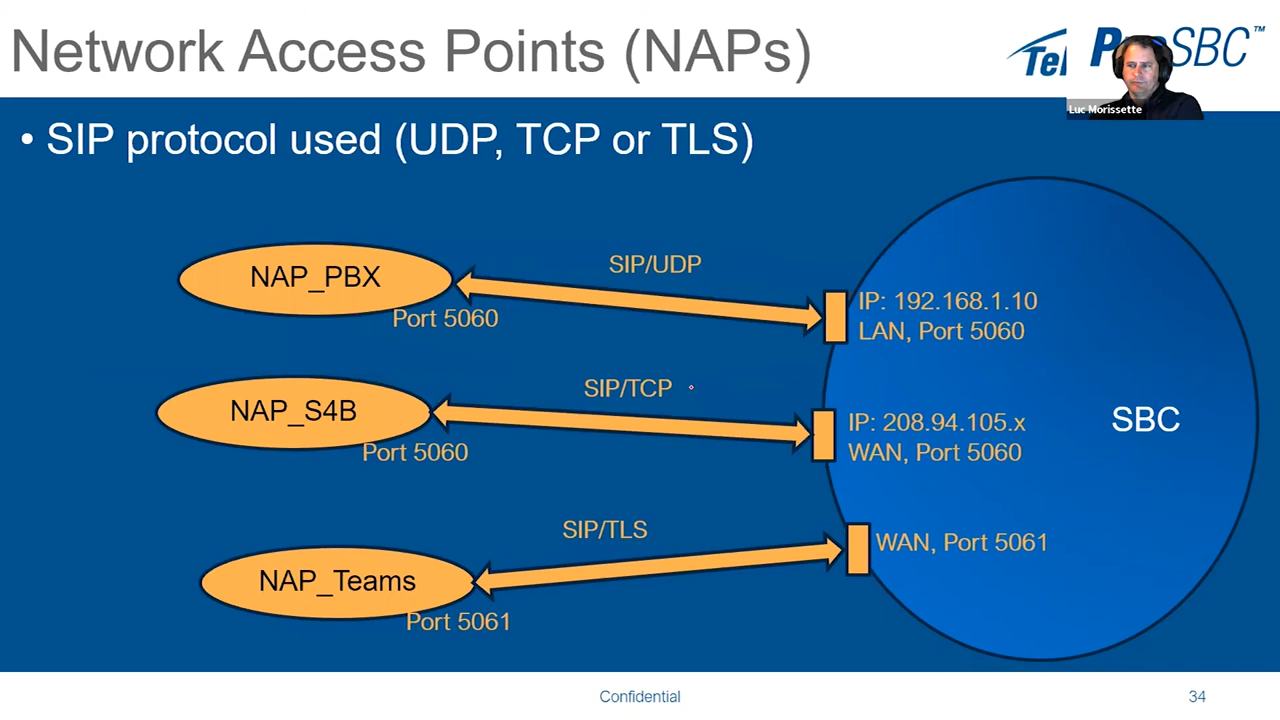 Network Access Points (NAPs)
Tel
SBC™
Luc Morissette
• SIP protocol used (UDP, TCP or TLS)
NAP_PBX
Port 5060
SIP/UDP
IP: 192.168.1.10
LAN, Port 5060
NAP_S4B
Port 5060
SIP/TCP
IP: 208.94.105.x
WAN, Port 5060
SBC
NAP_Teams
Port 5061
SIP/TLS
WAN, Port 5061
Confidential
34